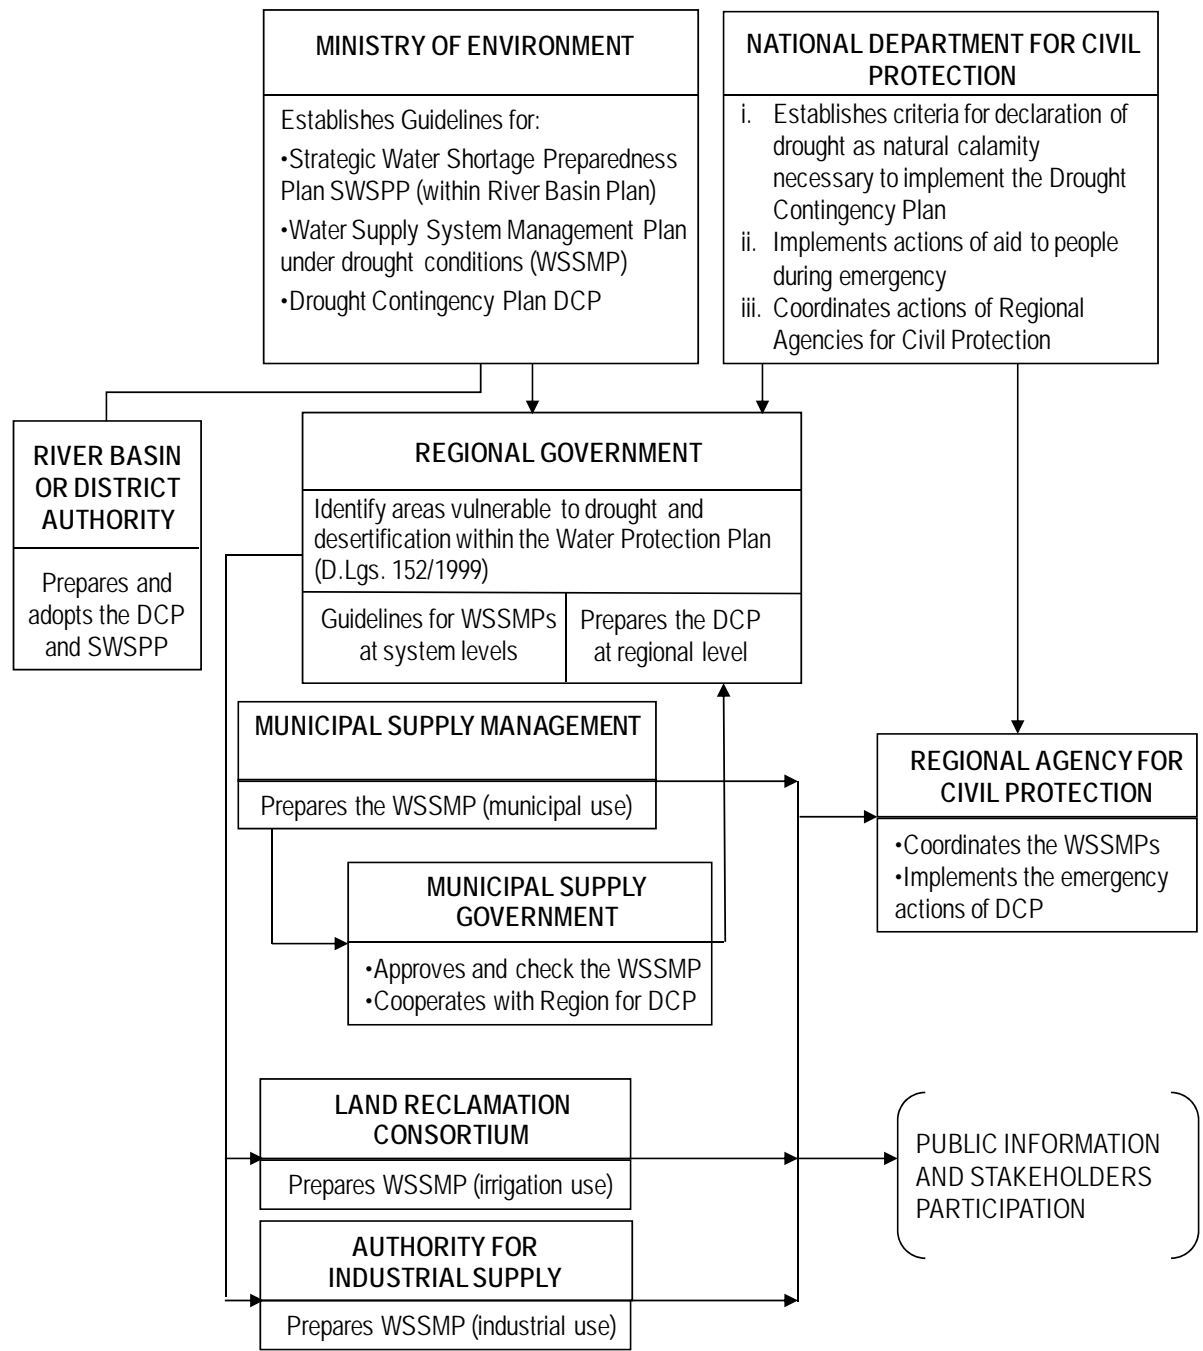 MINISTRY OF ENVIRONMENT
Establishes Guidelines for:
•Strategic Water Shortage Preparedness
Plan SWSPP (within River Basin Plan)
•Water Supply System Management Plan
under drought conditions (WSSMP)
•Drought Contingency Plan DCP
NATIONAL DEPARTMENT FOR CIVIL
PROTECTION
i. Establishes criteria for declaration of
drought as natural calamity
necessary to implement the Drought
Contingency Plan
ii. Implements actions of aid to people
during emergency
iii. Coordinates actions of Regional
Agencies for Civil Protection
RIVER BASIN
OR DISTRICT
AUTHORITY
Prepares and
adopts the DCP
and SWSPP
REGIONAL GOVERNMENT
Identify areas vulnerable to drought and
desertification within the Water Protection Plan
(D.Lgs. 152/1999)
Guidelines for WSSMPs
at system levels
Prepares the DCP
at regional level
MUNICIPAL SUPPLY MANAGEMENT
Prepares the WSSMP (municipal use)
REGIONAL AGENCY FOR
CIVIL PROTECTION
•Coordinates the WSSMPs
•Implements the emergency
actions of DCP
MUNICIPAL SUPPLY
GOVERNMENT
•Approves and check the WSSMP
•Cooperates with Region for DCP
LAND RECLAMATION
CONSORTIUM
Prepares WSSMP (irrigation use)
PUBLIC INFORMATION
AND STAKEHOLDERS
PARTICIPATION
AUTHORITY FOR
INDUSTRIAL SUPPLY
Prepares WSSMP (industrial use)